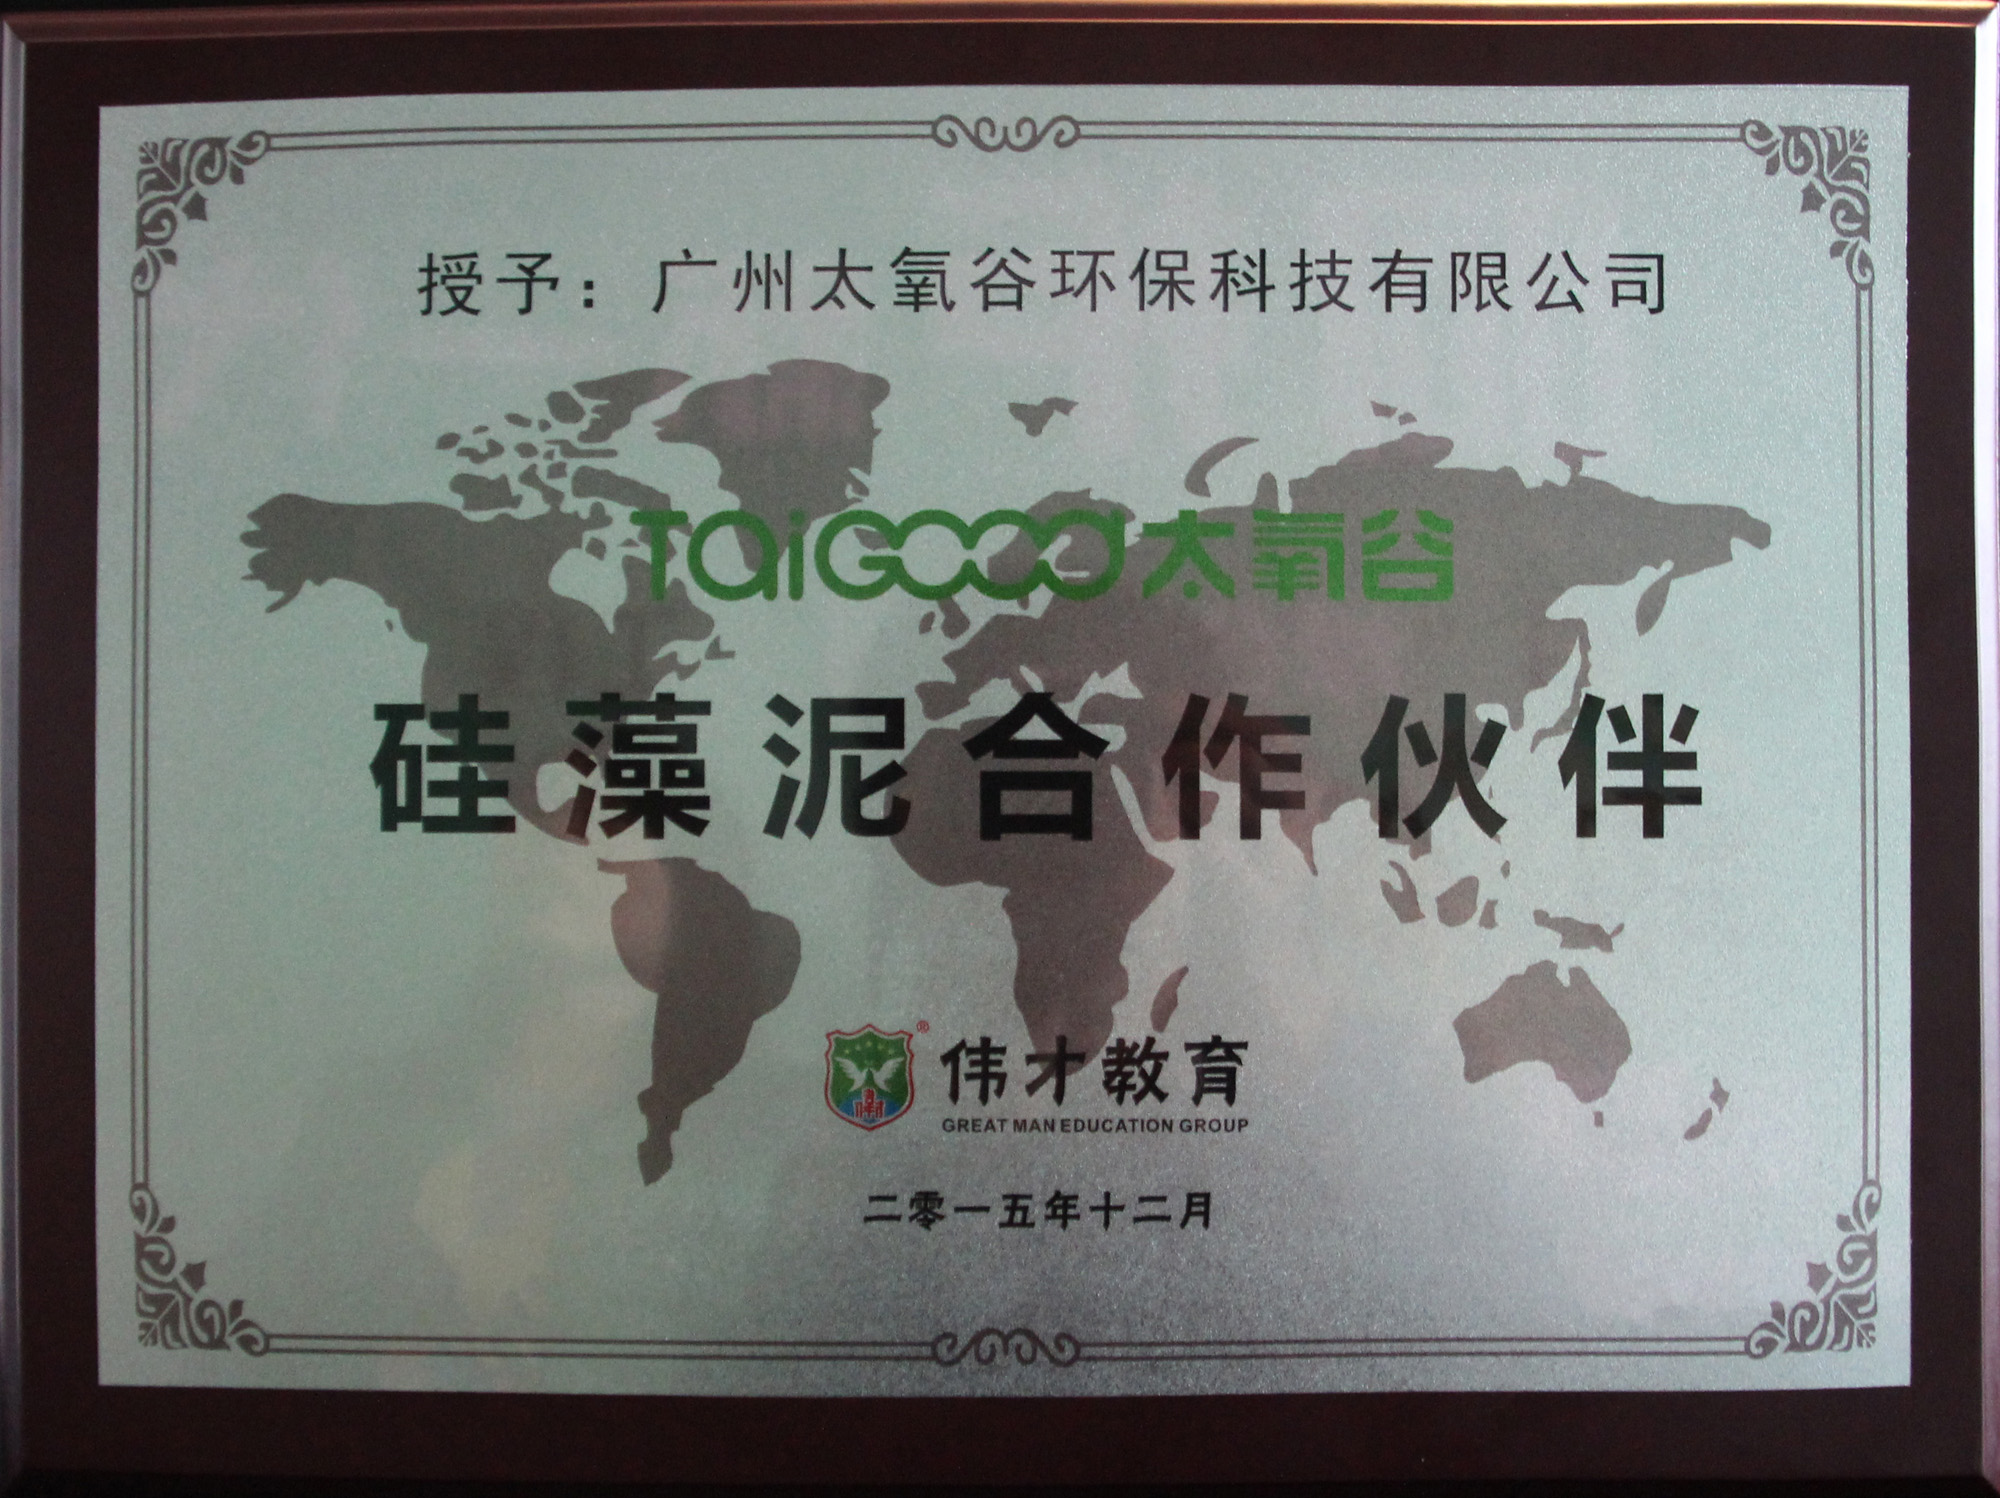 授予：广州太氧谷环保科技有限公司
TaiGood太氧谷
硅藻泥合作伙伴
伟才教育
GREAT MAN EDUCATION GROUP
二零一五年十二月